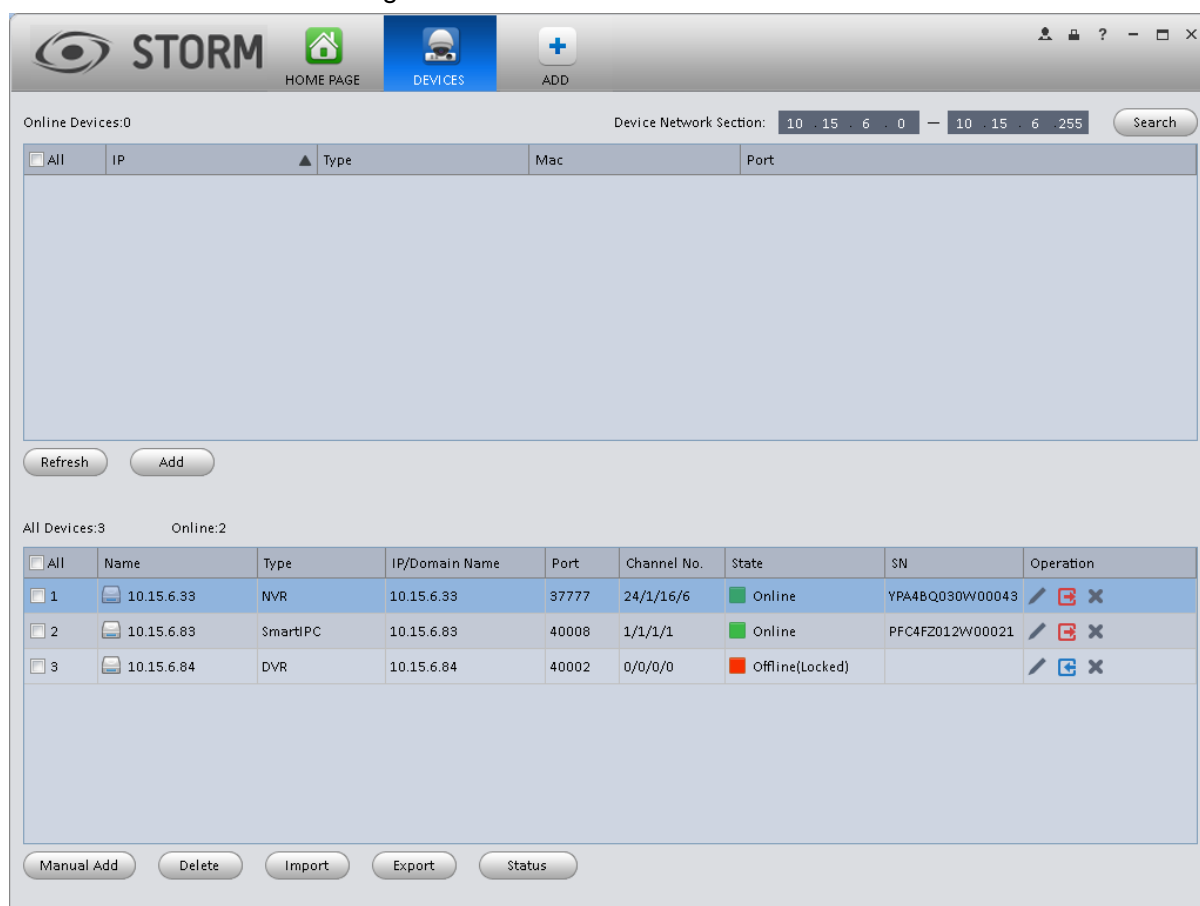 STORM
HOME PAGE
DEVICES
ADD
?
Online Devices:0
Device Network Section: 10 . 15 . 6 . 0 — 10 . 15 . 6 .255 Search
All IP Type Mac Port
Refresh Add
All Devices:3 Online:2
All Name Type IP/Domain Name Port Channel No. State SN Operation
1 10.15.6.33 NVR 10.15.6.33 37777 24/1/16/6 Online YPA4BQ030W00043
2 10.15.6.83 SmartIPC 10.15.6.83 40008 1/1/1/1 Online PFC4FZ012W00021
3 10.15.6.84 DVR 10.15.6.84 40002 0/0/0/0 Offline(Locked)
Manual Add Delete Import Export Status